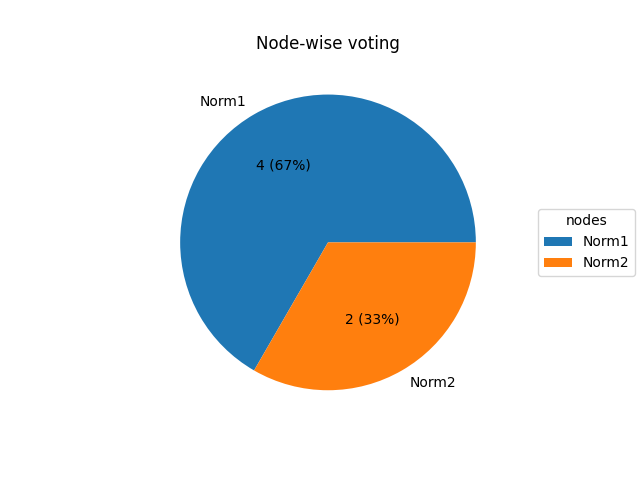 Node-wise voting
Norm1
4 (67%)
nodes
Norm1
Norm2
2 (33%)
Norm2